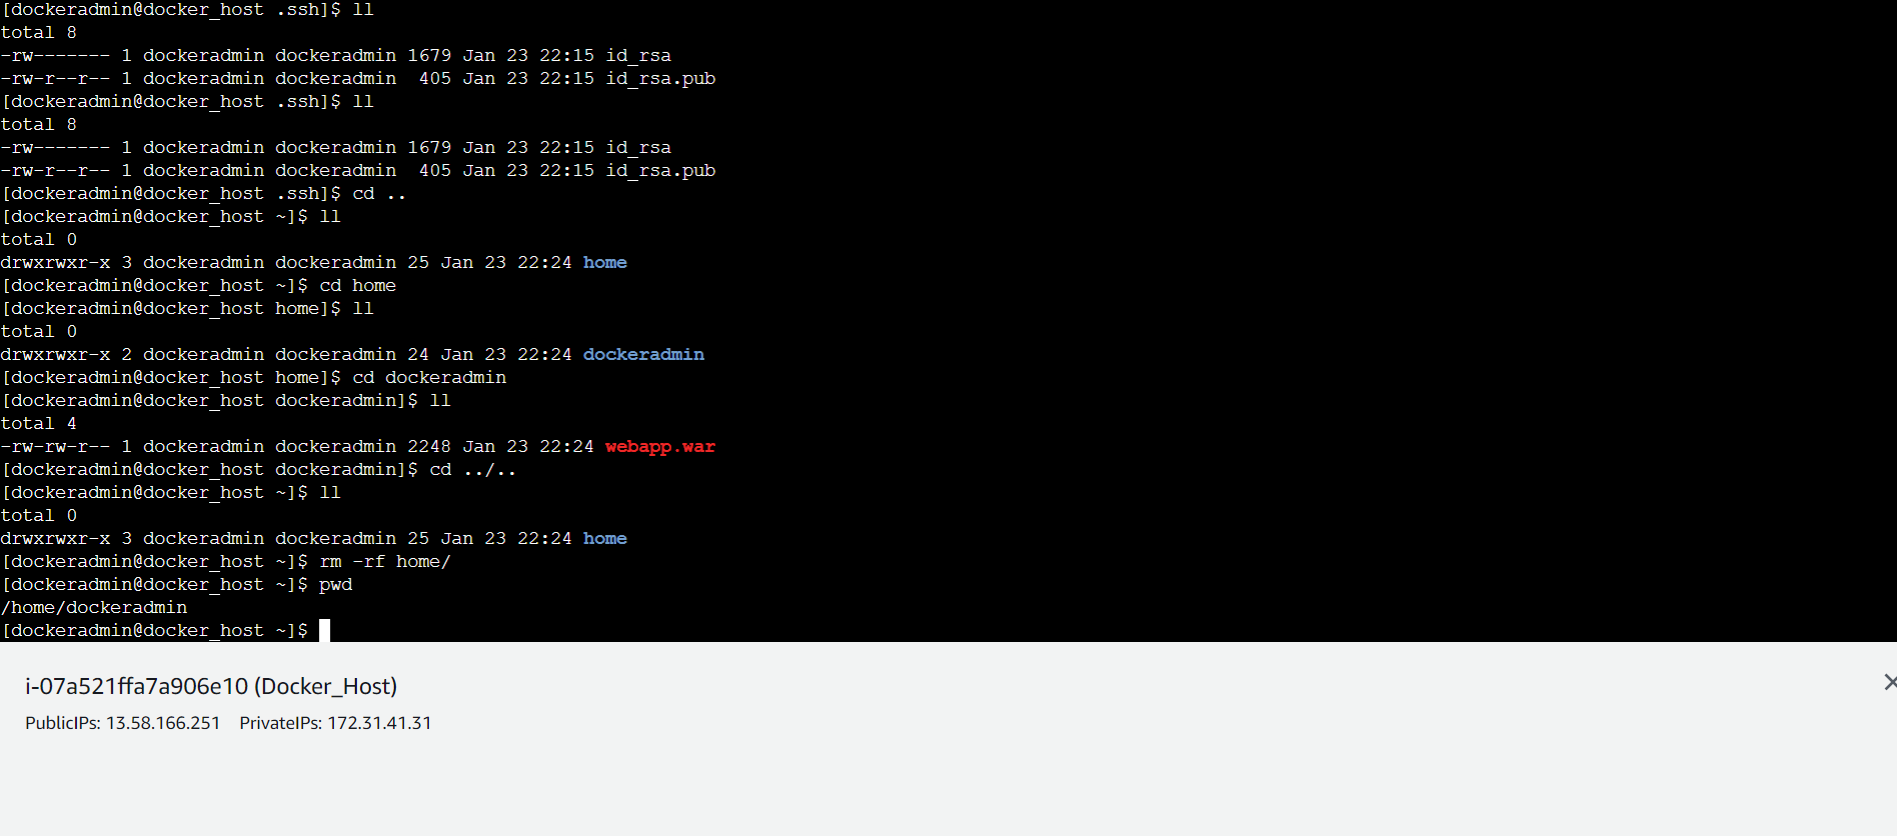 [dockeradmin@docker_host .ssh]$ ll
total 8
-rw------- 1 dockeradmin dockeradmin 1679 Jan 23 22:15 id_rsa
-rw-r--r-- 1 dockeradmin dockeradmin  405 Jan 23 22:15 id_rsa.pub
[dockeradmin@docker_host .ssh]$ ll
total 8
-rw------- 1 dockeradmin dockeradmin 1679 Jan 23 22:15 id_rsa
-rw-r--r-- 1 dockeradmin dockeradmin  405 Jan 23 22:15 id_rsa.pub
[dockeradmin@docker_host .ssh]$ cd ..
[dockeradmin@docker_host ~]$ ll
total 0
drwxrwxr-x 3 dockeradmin dockeradmin 25 Jan 23 22:24 home
[dockeradmin@docker_host ~]$ cd home
[dockeradmin@docker_host home]$ ll
total 0
drwxrwxr-x 2 dockeradmin dockeradmin 24 Jan 23 22:24 dockeradmin
[dockeradmin@docker_host home]$ cd dockeradmin
[dockeradmin@docker_host dockeradmin]$ ll
total 4
-rw-rw-r-- 1 dockeradmin dockeradmin 2248 Jan 23 22:24 webapp.war
[dockeradmin@docker_host dockeradmin]$ cd ../..
[dockeradmin@docker_host ~]$ ll
total 0
drwxrwxr-x 3 dockeradmin dockeradmin 25 Jan 23 22:24 home
[dockeradmin@docker_host ~]$ rm -rf home/
[dockeradmin@docker_host ~]$ pwd
/home/dockeradmin
[dockeradmin@docker_host ~]$
i-07a521ffa7a906e10 (Docker_Host)
PublicIPs: 13.58.166.251 PrivateIPs: 172.31.41.31